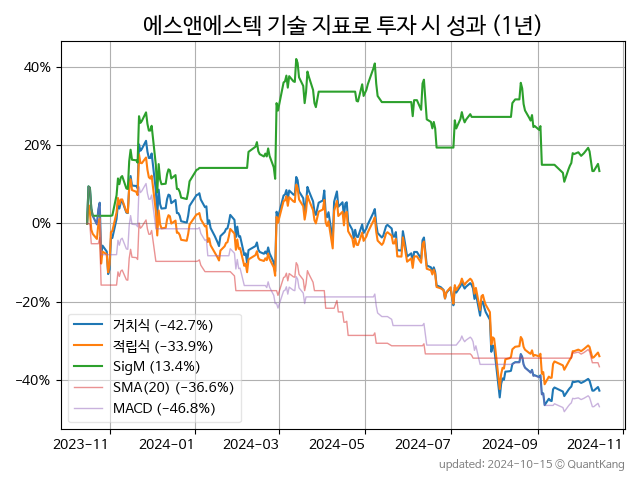 에스앤에스텍 기술 지표로 투자 시 성과 (1년)
40%
20%
0%
−20%
−40%
거치식 (−42.7%)
적립식 (−33.9%)
SigM (13.4%)
SMA(20) (−36.6%)
MACD (−46.8%)
2023−11
2024−01
2024−03
2024−05
2024−07
2024−09
2024−11
updated: 2024-10-15 © QuantKang